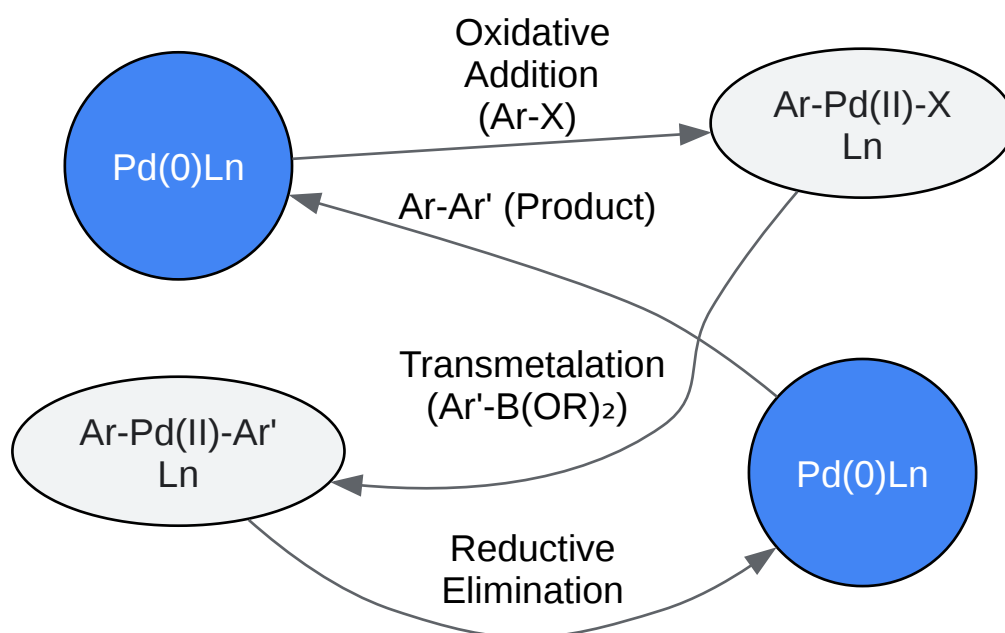 Oxidative
Addition
(Ar-X)
Pd(0)Ln
Ar-Pd(II)-X
Ln
Ar-Ar' (Product)
Transmetalation
(Ar'-B(OR)₂)
Ar-Pd(II)-Ar'
Ln
Pd(0)Ln
Reductive
Elimination